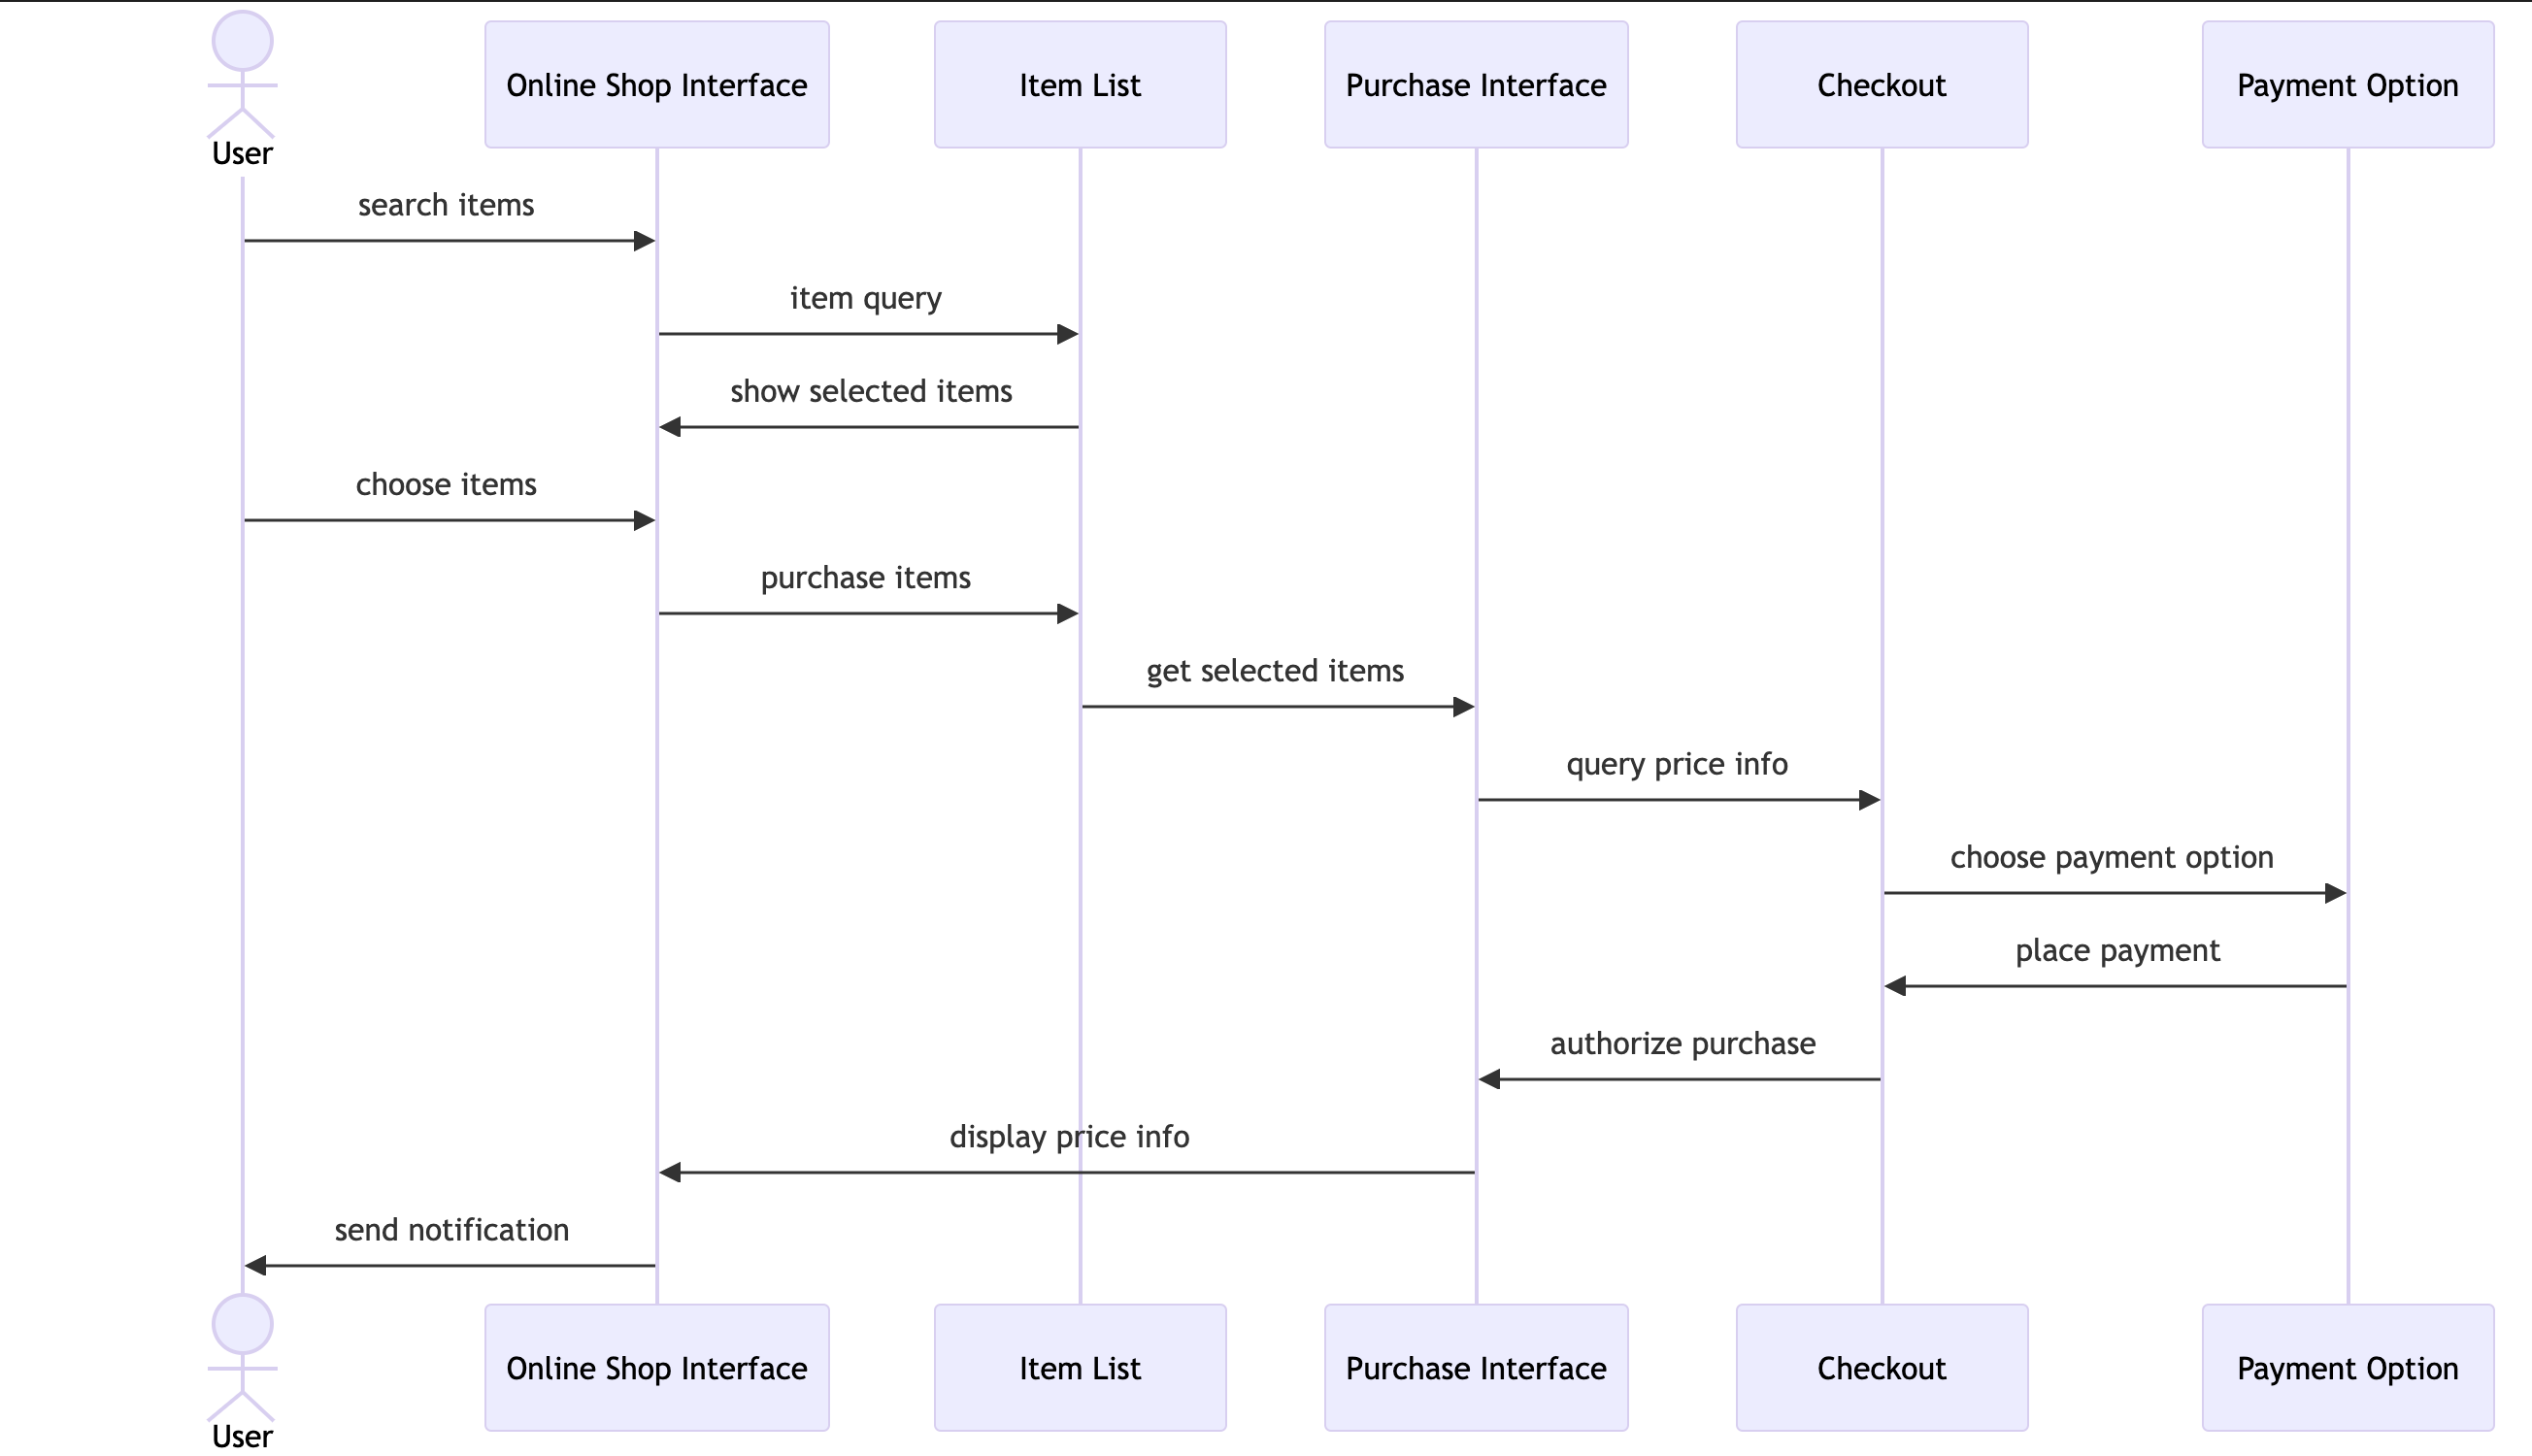 User
Online Shop Interface
Item List
Purchase Interface
Checkout
Payment Option
search items
item query
show selected items
choose items
purchase items
get selected items
query price info
choose payment option
place payment
authorize purchase
display price info
send notification
User
Online Shop Interface
Item List
Purchase Interface
Checkout
Payment Option